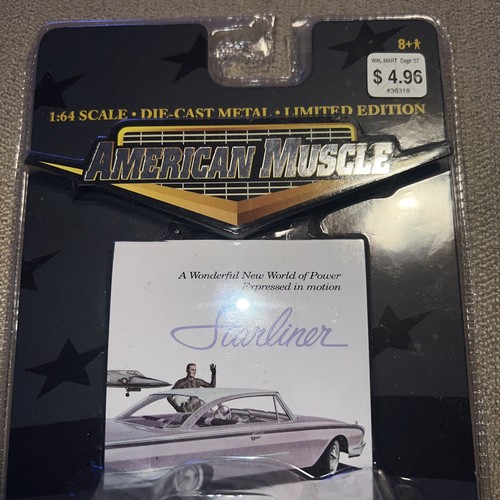 8+
WAL-MART Dept 07
$ 4.96
#36319
1:64 SCALE • DIE-CAST METAL • LIMITED EDITION
AMERICAN MUSCLE
A Wonderful New World of Power
Expressed in motion
Starliner